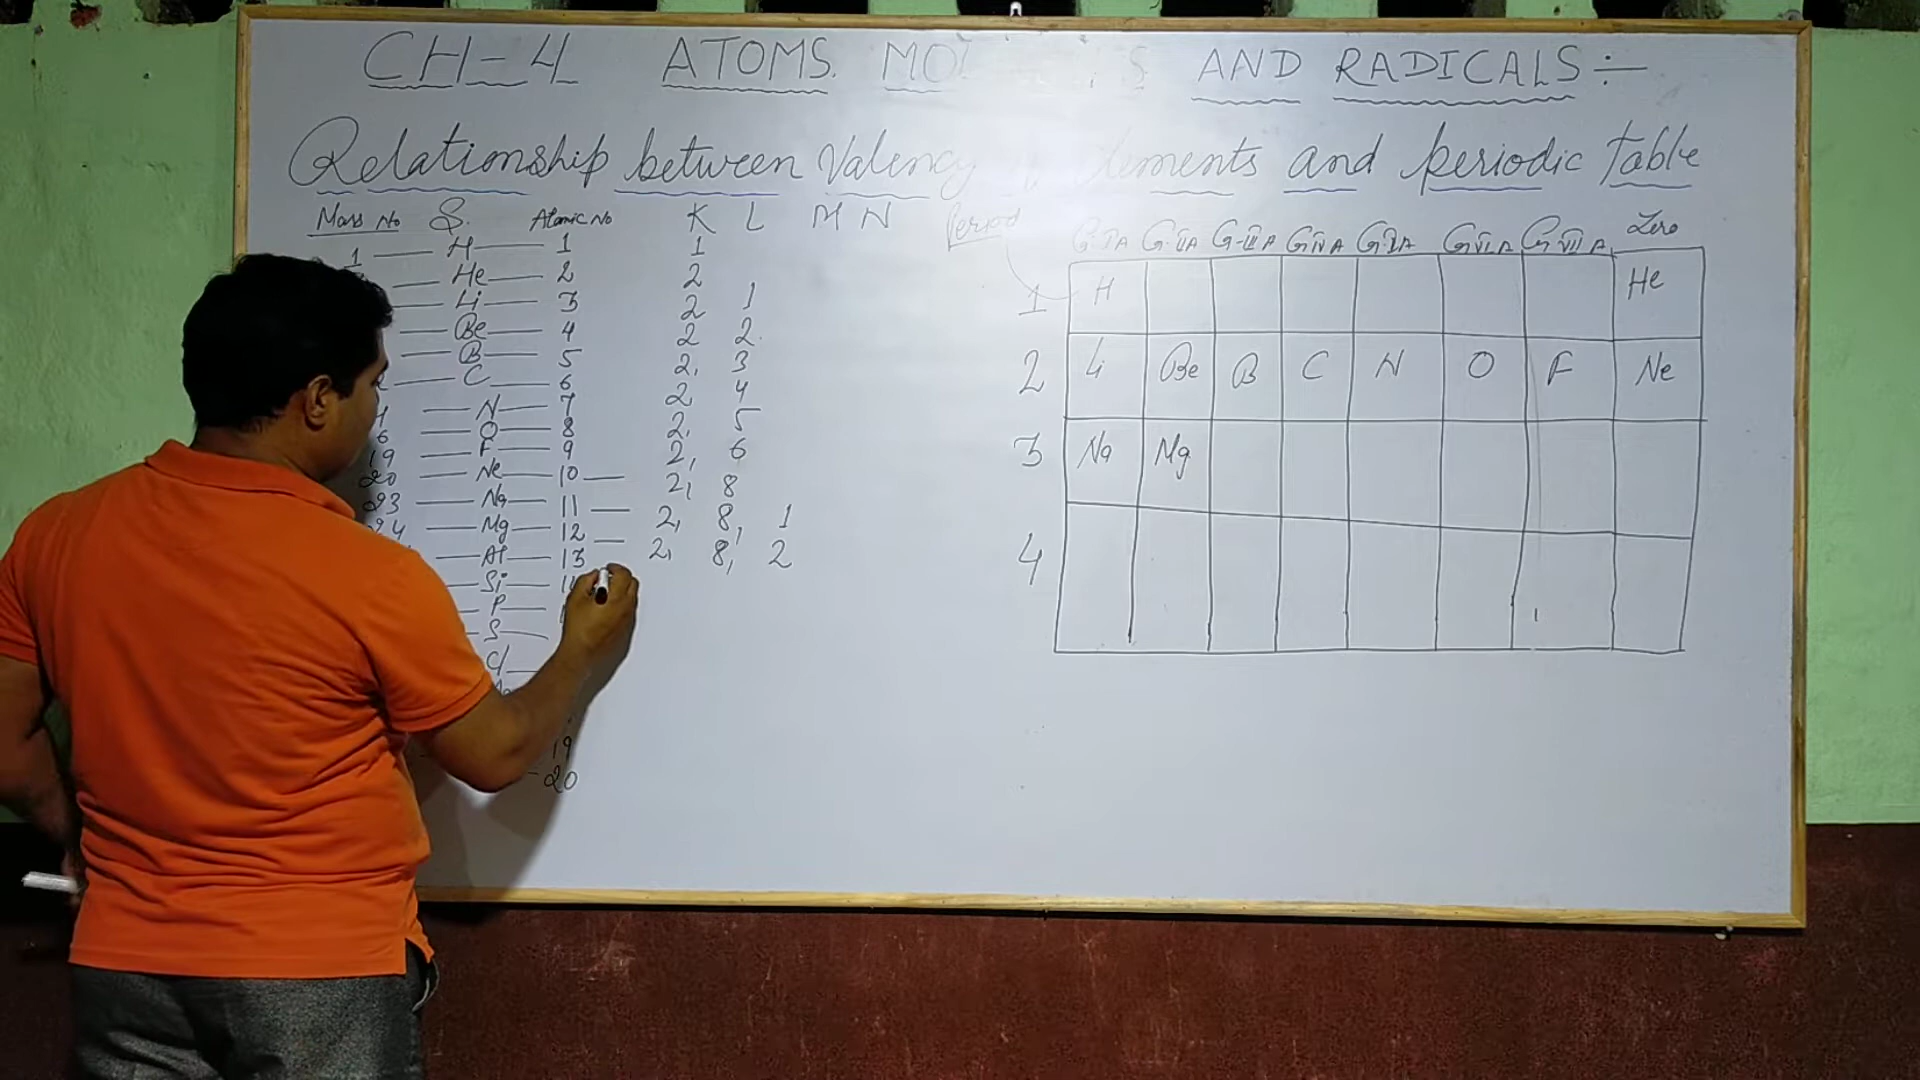 CH-4 ATOMS. MO S AND RADICALS:-
Relationship between Valency lements and periodic table
Mass No S. Atomic No K L M N
1 H 1 1
He 2 2
Li 3 2 1
Be 4 2 2
B 5 2, 3
C 6 2 4
N 7 2, 5
O 8 2, 6
19 F 9
20 Ne 10 2, 8
23 Na 11 2, 8, 1
24 Mg 12 2, 8, 2
Al 13
Si
P
S
Cl
19
20
Period G-IA G-IIA G-IIIA G-IVA G-VA G-VIA G-VIIA Zero
1 H He
2 Li Be B C N O F Ne
3 Na Mg
4